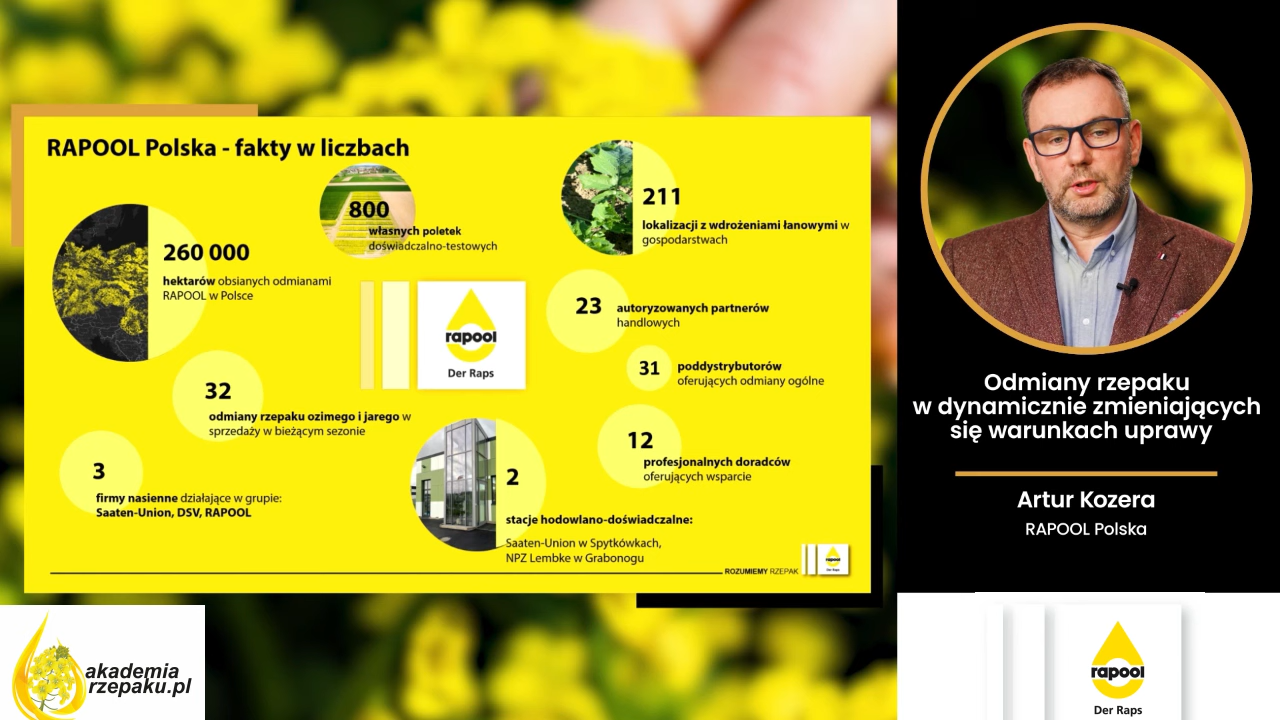 RAPOOL Polska - fakty w liczbach
260 000
hektarów obsianych odmianami
RAPOOL w Polsce
800
własnych poletek
doświadczalno-testowych
211
lokalizacji z wdrożeniami łanowymi w
gospodarstwach
23
autoryzowanych partnerów
handlowych
31
poddystrybutorów
oferujących odmiany ogólne
rapool
Der Raps
32
odmiany rzepaku ozimego i jarego w
sprzedaży w bieżącym sezonie
12
profesjonalnych doradców
oferujących wsparcie
3
firmy nasienne działające w grupie:
Saaten-Union, DSV, RAPOOL
2
stacje hodowlano-doświadczalne:
Saaten-Union w Spytkówkach,
NPZ Lembke w Grabonogu
ROZUMIEMY RZEPAK
rapool
Der Raps
Odmiany rzepaku
w dynamicznie zmieniających
się warunkach uprawy
Artur Kozera
RAPOOL Polska
akademia
rzepaku.pl
rapool
Der Raps